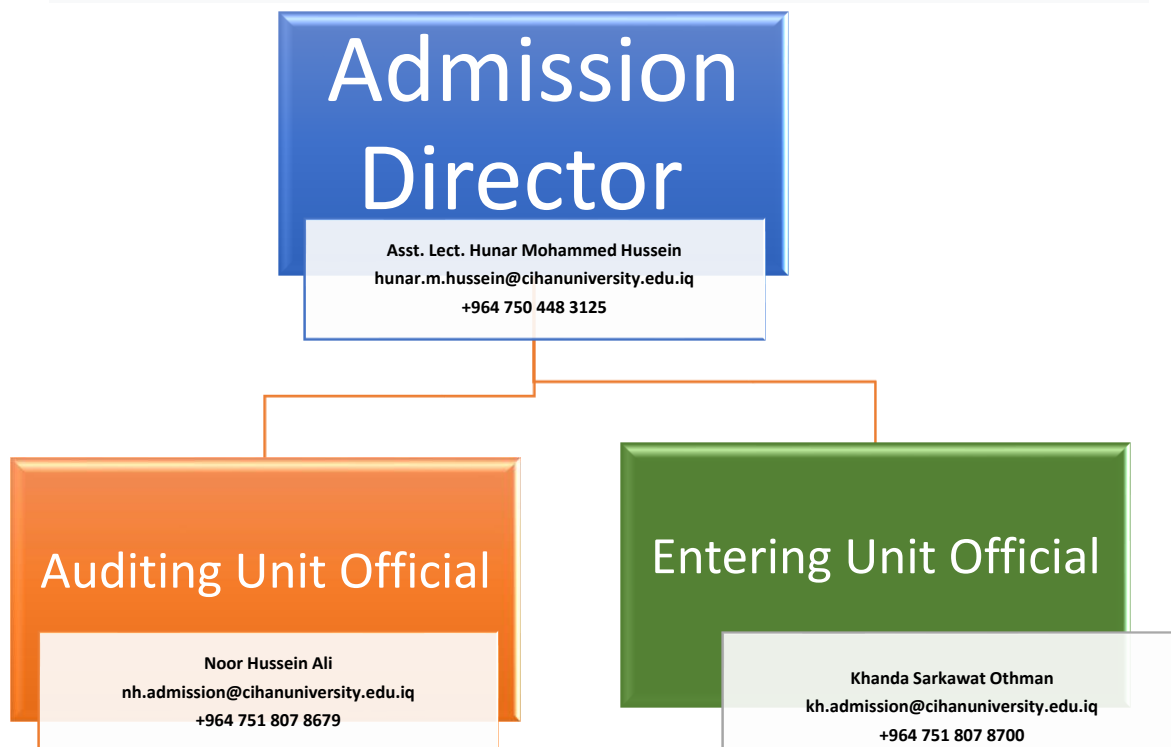 Admission
Director
Asst. Lect. Hunar Mohammed Hussein
hunar.m.hussein@cihanuniversity.edu.iq
+964 750 448 3125
Auditing Unit Official
Noor Hussein Ali
nh.admission@cihanuniversity.edu.iq
+964 751 807 8679
Entering Unit Official
Khanda Sarkawat Othman
kh.admission@cihanuniversity.edu.iq
+964 751 807 8700